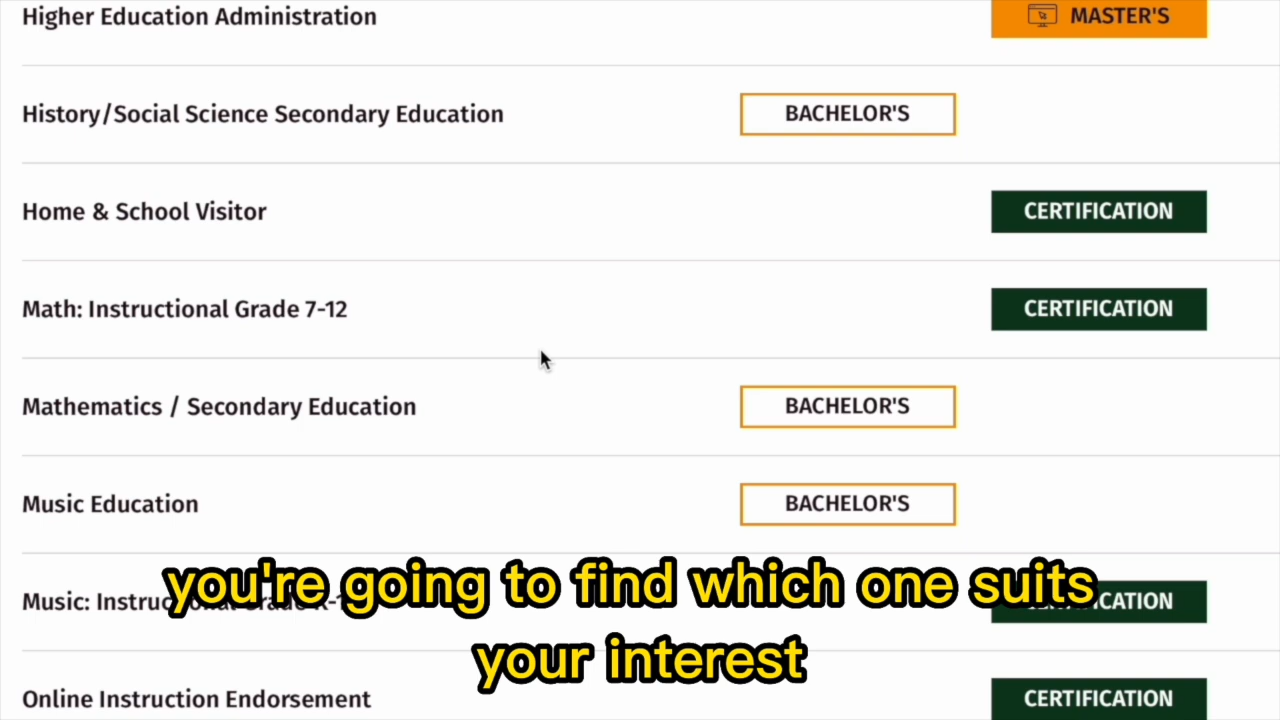 Higher Education Administration MASTER'S
History/Social Science Secondary Education BACHELOR'S
Home & School Visitor CERTIFICATION
Math: Instructional Grade 7-12 CERTIFICATION
Mathematics / Secondary Education BACHELOR'S
Music Education BACHELOR'S
you're going to find which one suits
your interest
Music:
Online Instruction Endorsement CERTIFICATION